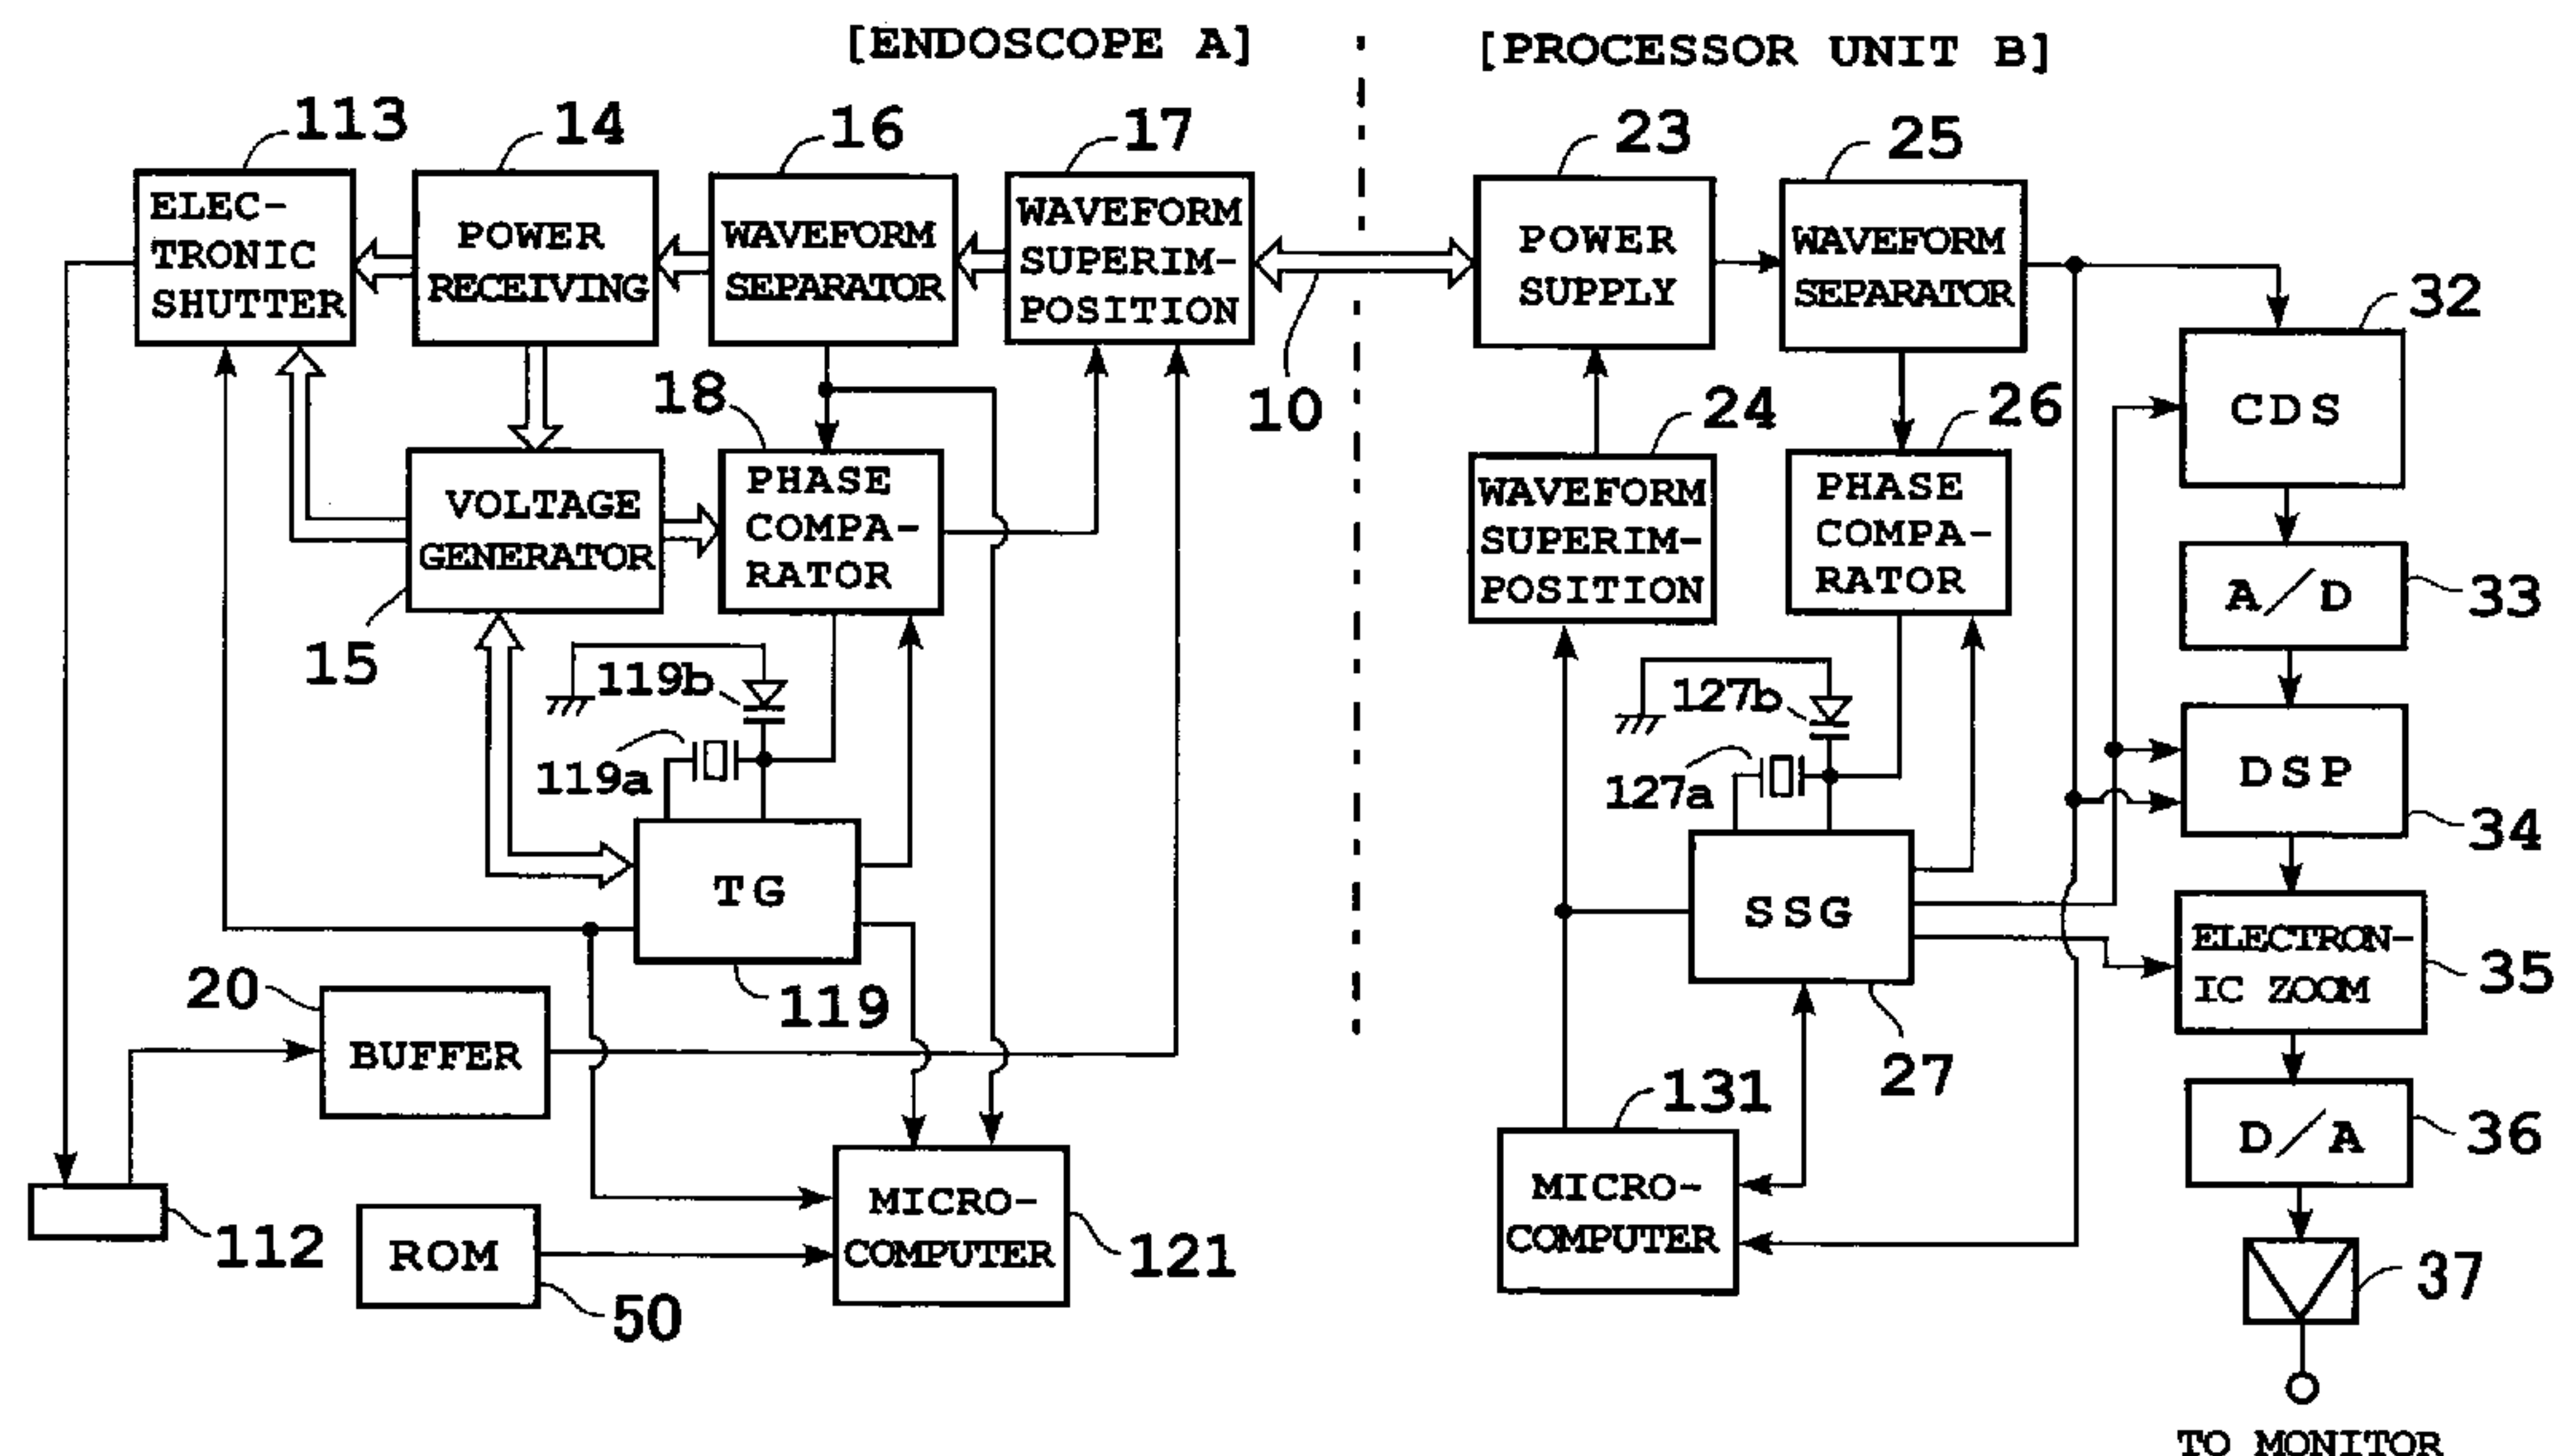 [ENDOSCOPE A]
[PROCESSOR UNIT B]
113
14
16
17
23
25
ELEC-
TRONIC
SHUTTER
POWER
RECEIVING
WAVEFORM
SEPARATOR
WAVEFORM
SUPERIM-
POSITION
POWER
SUPPLY
WAVEFORM
SEPARATOR
32
10
18
24
26
CDS
VOLTAGE
GENERATOR
PHASE
COMPA-
RATOR
WAVEFORM
SUPERIM-
POSITION
PHASE
COMPA-
RATOR
A/D
33
15
119b
127b
119a
127a
DSP
34
TG
SSG
ELECTRON-
IC ZOOM
35
20
119
27
BUFFER
131
D/A
36
112
ROM
50
MICRO-
COMPUTER
121
MICRO-
COMPUTER
37
TO MONITOR